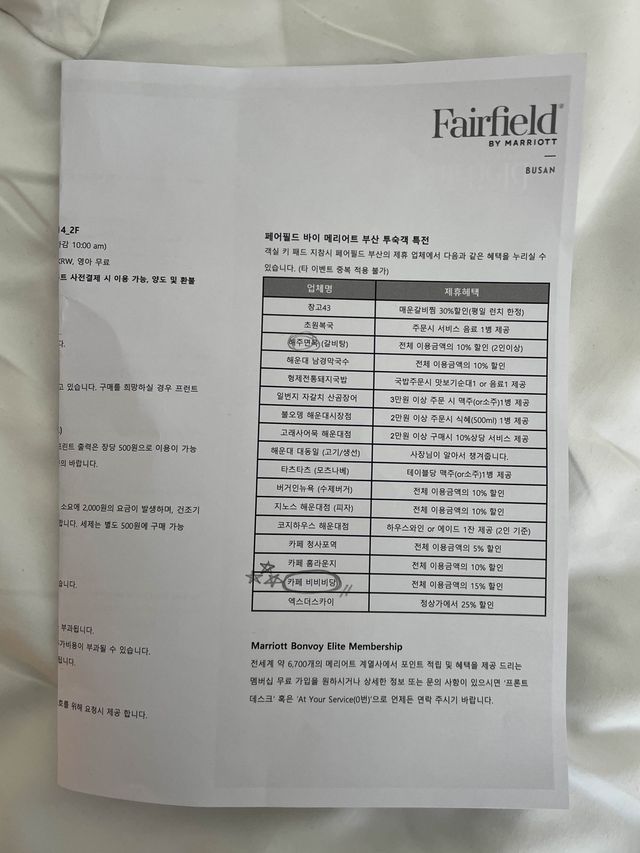 Fairfield
BY MARRIOTT
BUSAN
14_2F
마감 10:00 am)
KRW, 영아 무료
트 사전결제 시 이용 가능, 양도 및 환불
다.
고 있습니다. 구매를 희망하실 경우 프런트
프린트 출력은 장당 500원으로 이용이 가능
의 바랍니다.
소요에 2,000원의 요금이 발생하며, 건조기
합니다. 세제는 별도 500원에 구매 가능
습니다.
부과됩니다.
가비용이 부과될 수 있습니다.
됩니다.
호를 위해 요청시 제공 합니다.
페어필드 바이 메리어트 부산 투숙객 특전
객실 키 패드 지참시 페어필드 부산의 제휴 업체에서 다음과 같은 혜택을 누리실 수
있습니다. (타 이벤트 중복 적용 불가)
업체명 제휴혜택
창고43 매운갈비찜 30%할인(평일 런치 한정)
초원복국 주문시 서비스 음료 1병 제공
해주면옥 (갈비탕) 전체 이용금액의 10% 할인 (2인이상)
해운대 남경막국수 전체 이용금액의 10% 할인
형제전통돼지국밥 국밥주문시 맛보기순대1 or 음료1 제공
일번지 자갈치 산곰장어 3만원 이상 주문 시 맥주(or소주)1병 제공
불오뎅 해운대시장점 2만원 이상 주문시 식혜(500ml) 1병 제공
고래사어묵 해운대점 2만원 이상 구매시 10%상당 서비스 제공
해운대 대동일 (고기/생선) 사장님이 알아서 챙겨줍니다.
타츠타츠 (모츠나베) 테이블당 맥주(or소주)1병 제공
버거인뉴욕 (수제버거) 전체 이용금액의 10% 할인
지노스 해운대점 (피자) 전체 이용금액의 10% 할인
코지하우스 해운대점 하우스와인 or 에이드 1잔 제공 (2인 기준)
카페 청사포역 전체 이용금액의 5% 할인
카페 홈라운지 전체 이용금액의 10% 할인
카페 비비비당 전체 이용금액의 15% 할인
엑스더스카이 정상가에서 25% 할인
Marriott Bonvoy Elite Membership
전세계 약 6,700개의 메리어트 계열사에서 포인트 적립 및 혜택을 제공 드리는
멤버십 무료 가입을 원하시거나 상세한 정보 또는 문의 사항이 있으시면 '프론트
데스크' 혹은 'At Your Service(0번)'으로 언제든 연락 주시기 바랍니다.